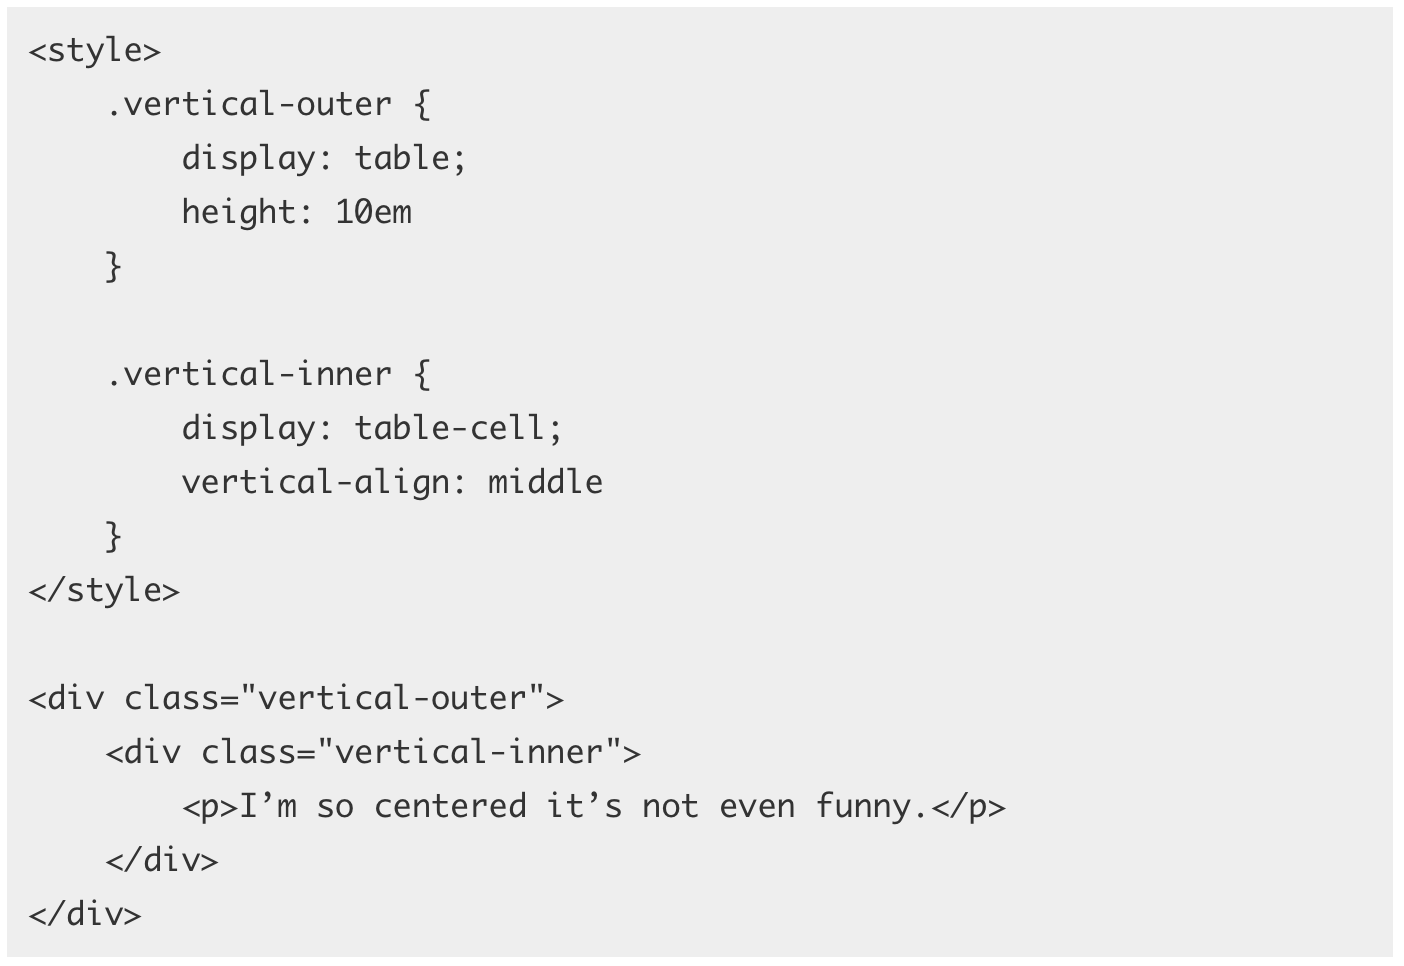 <style>
    .vertical-outer {
        display: table;
        height: 10em
    }

    .vertical-inner {
        display: table-cell;
        vertical-align: middle
    }
</style>

<div class="vertical-outer">
    <div class="vertical-inner">
        <p>I’m so centered it’s not even funny.</p>
    </div>
</div>